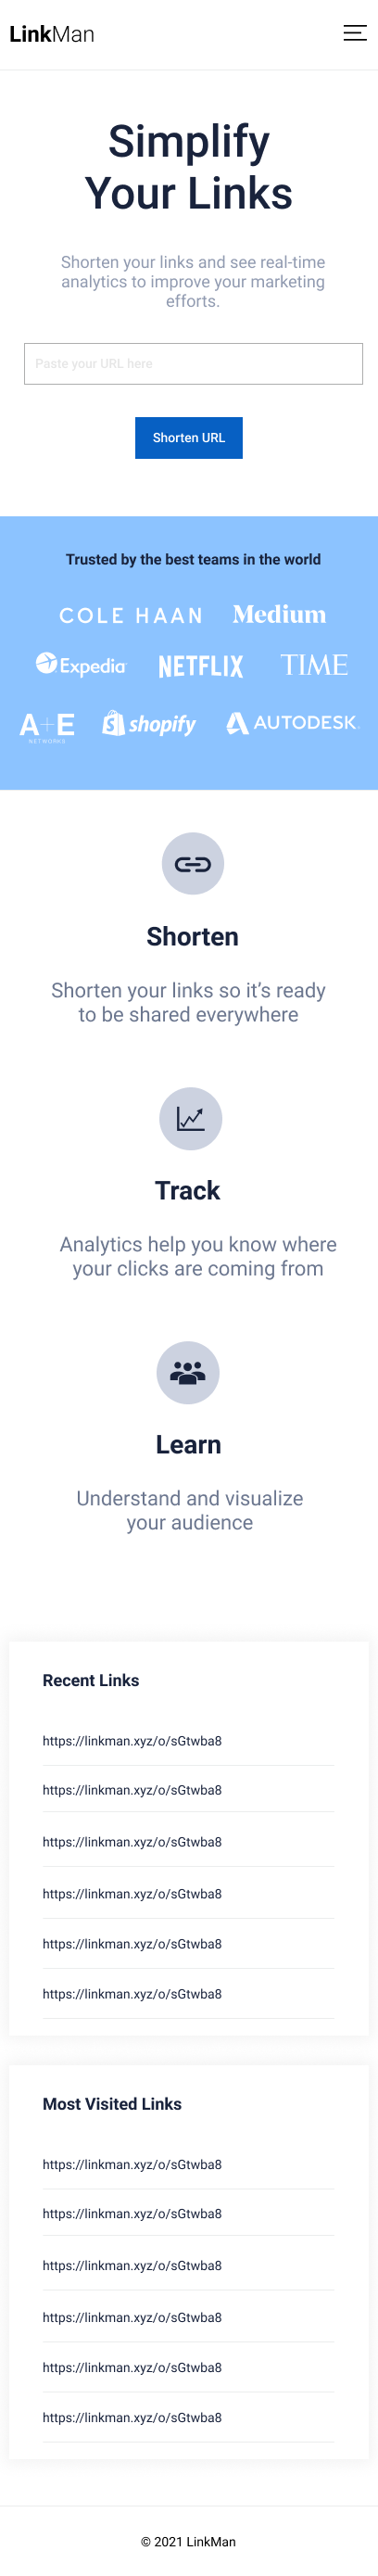 LinkMan
Simplify
Your Links
Shorten your links and see real-time
analytics to improve your marketing
efforts.
Paste your URL here
Shorten URL
Trusted by the best teams in the world
COLE HAAN Medium
Expedia NETFLIX TIME
A+E NETWORKS shopify AUTODESK
Shorten
Shorten your links so it’s ready
to be shared everywhere
Track
Analytics help you know where
your clicks are coming from
Learn
Understand and visualize
your audience
Recent Links
https://linkman.xyz/o/sGtwba8
https://linkman.xyz/o/sGtwba8
https://linkman.xyz/o/sGtwba8
https://linkman.xyz/o/sGtwba8
https://linkman.xyz/o/sGtwba8
https://linkman.xyz/o/sGtwba8
Most Visited Links
https://linkman.xyz/o/sGtwba8
https://linkman.xyz/o/sGtwba8
https://linkman.xyz/o/sGtwba8
https://linkman.xyz/o/sGtwba8
https://linkman.xyz/o/sGtwba8
https://linkman.xyz/o/sGtwba8
© 2021 LinkMan